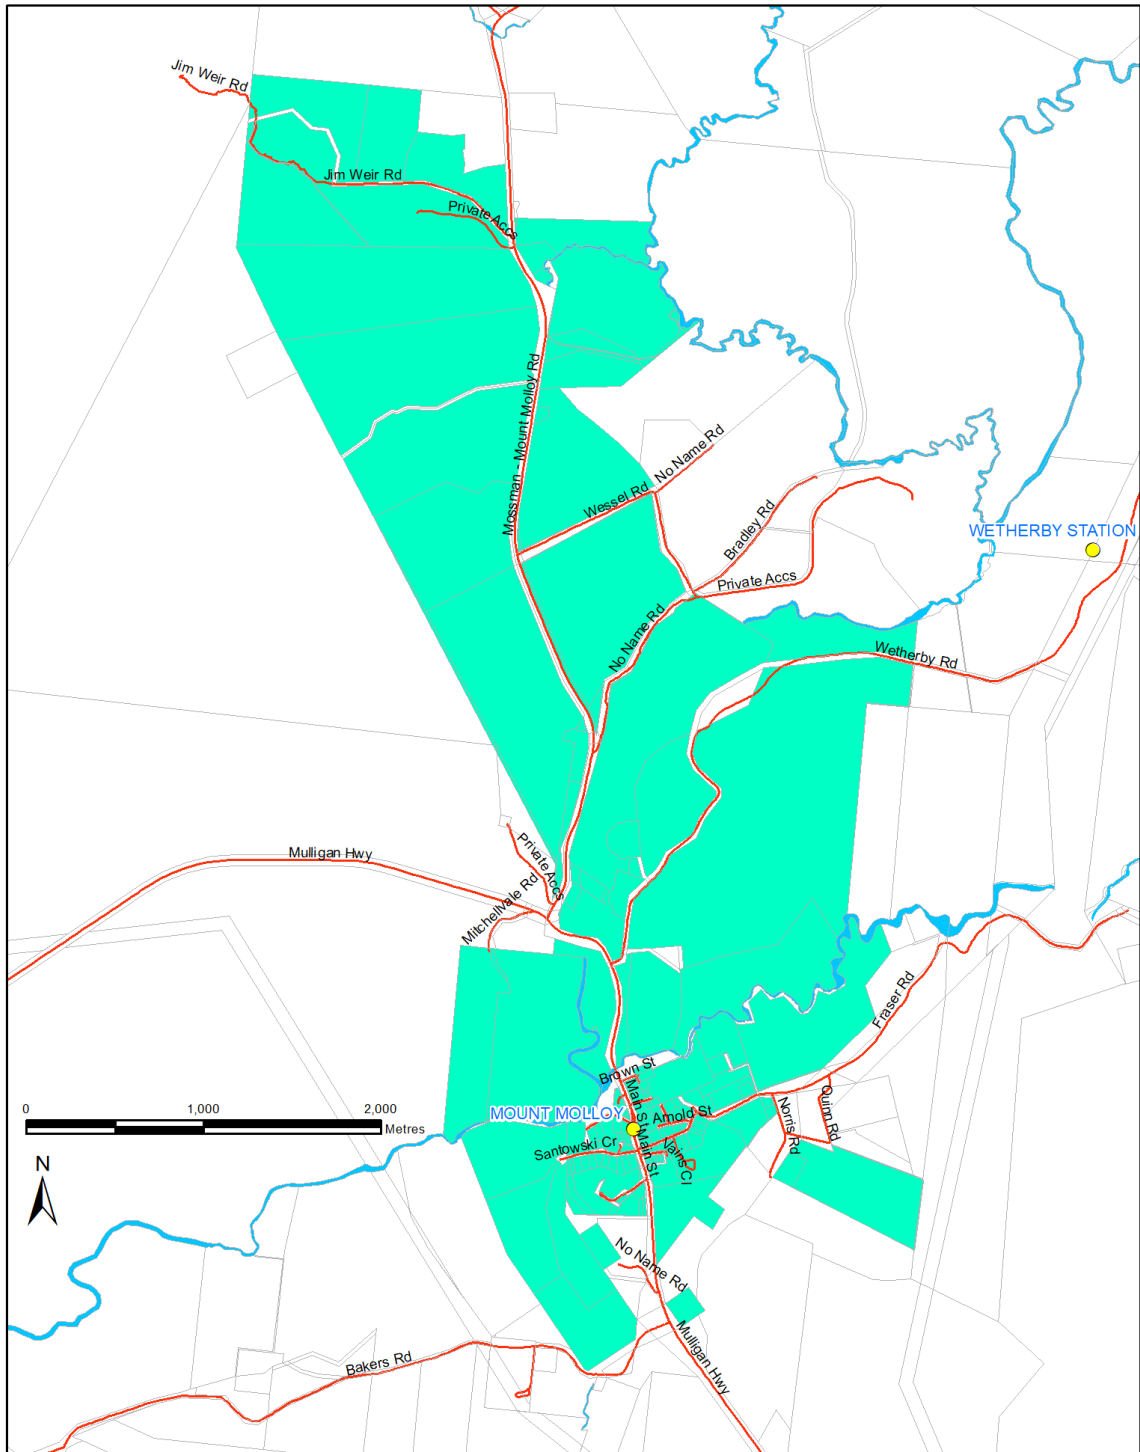 Jim Weir Rd
Jim Weir Rd
Private Accs
Mossman - Mount Molloy Rd
No Name Rd
Wessel Rd
Bradley Rd
WETHERBY STATION
Private Accs
No Name Rd
Wetherby Rd
Mulligan Hwy
Private Accs
Mitchellvale Rd
Fraser Rd
Brown St
Main St
Arnold St
MOUNT MOLLOY
Quinn Rd
Norris Rd
Santowski Cr
Main St
Vains Cl
0 1,000 2,000
Metres
N
No Name Rd
Mulligan Hwy
Bakers Rd